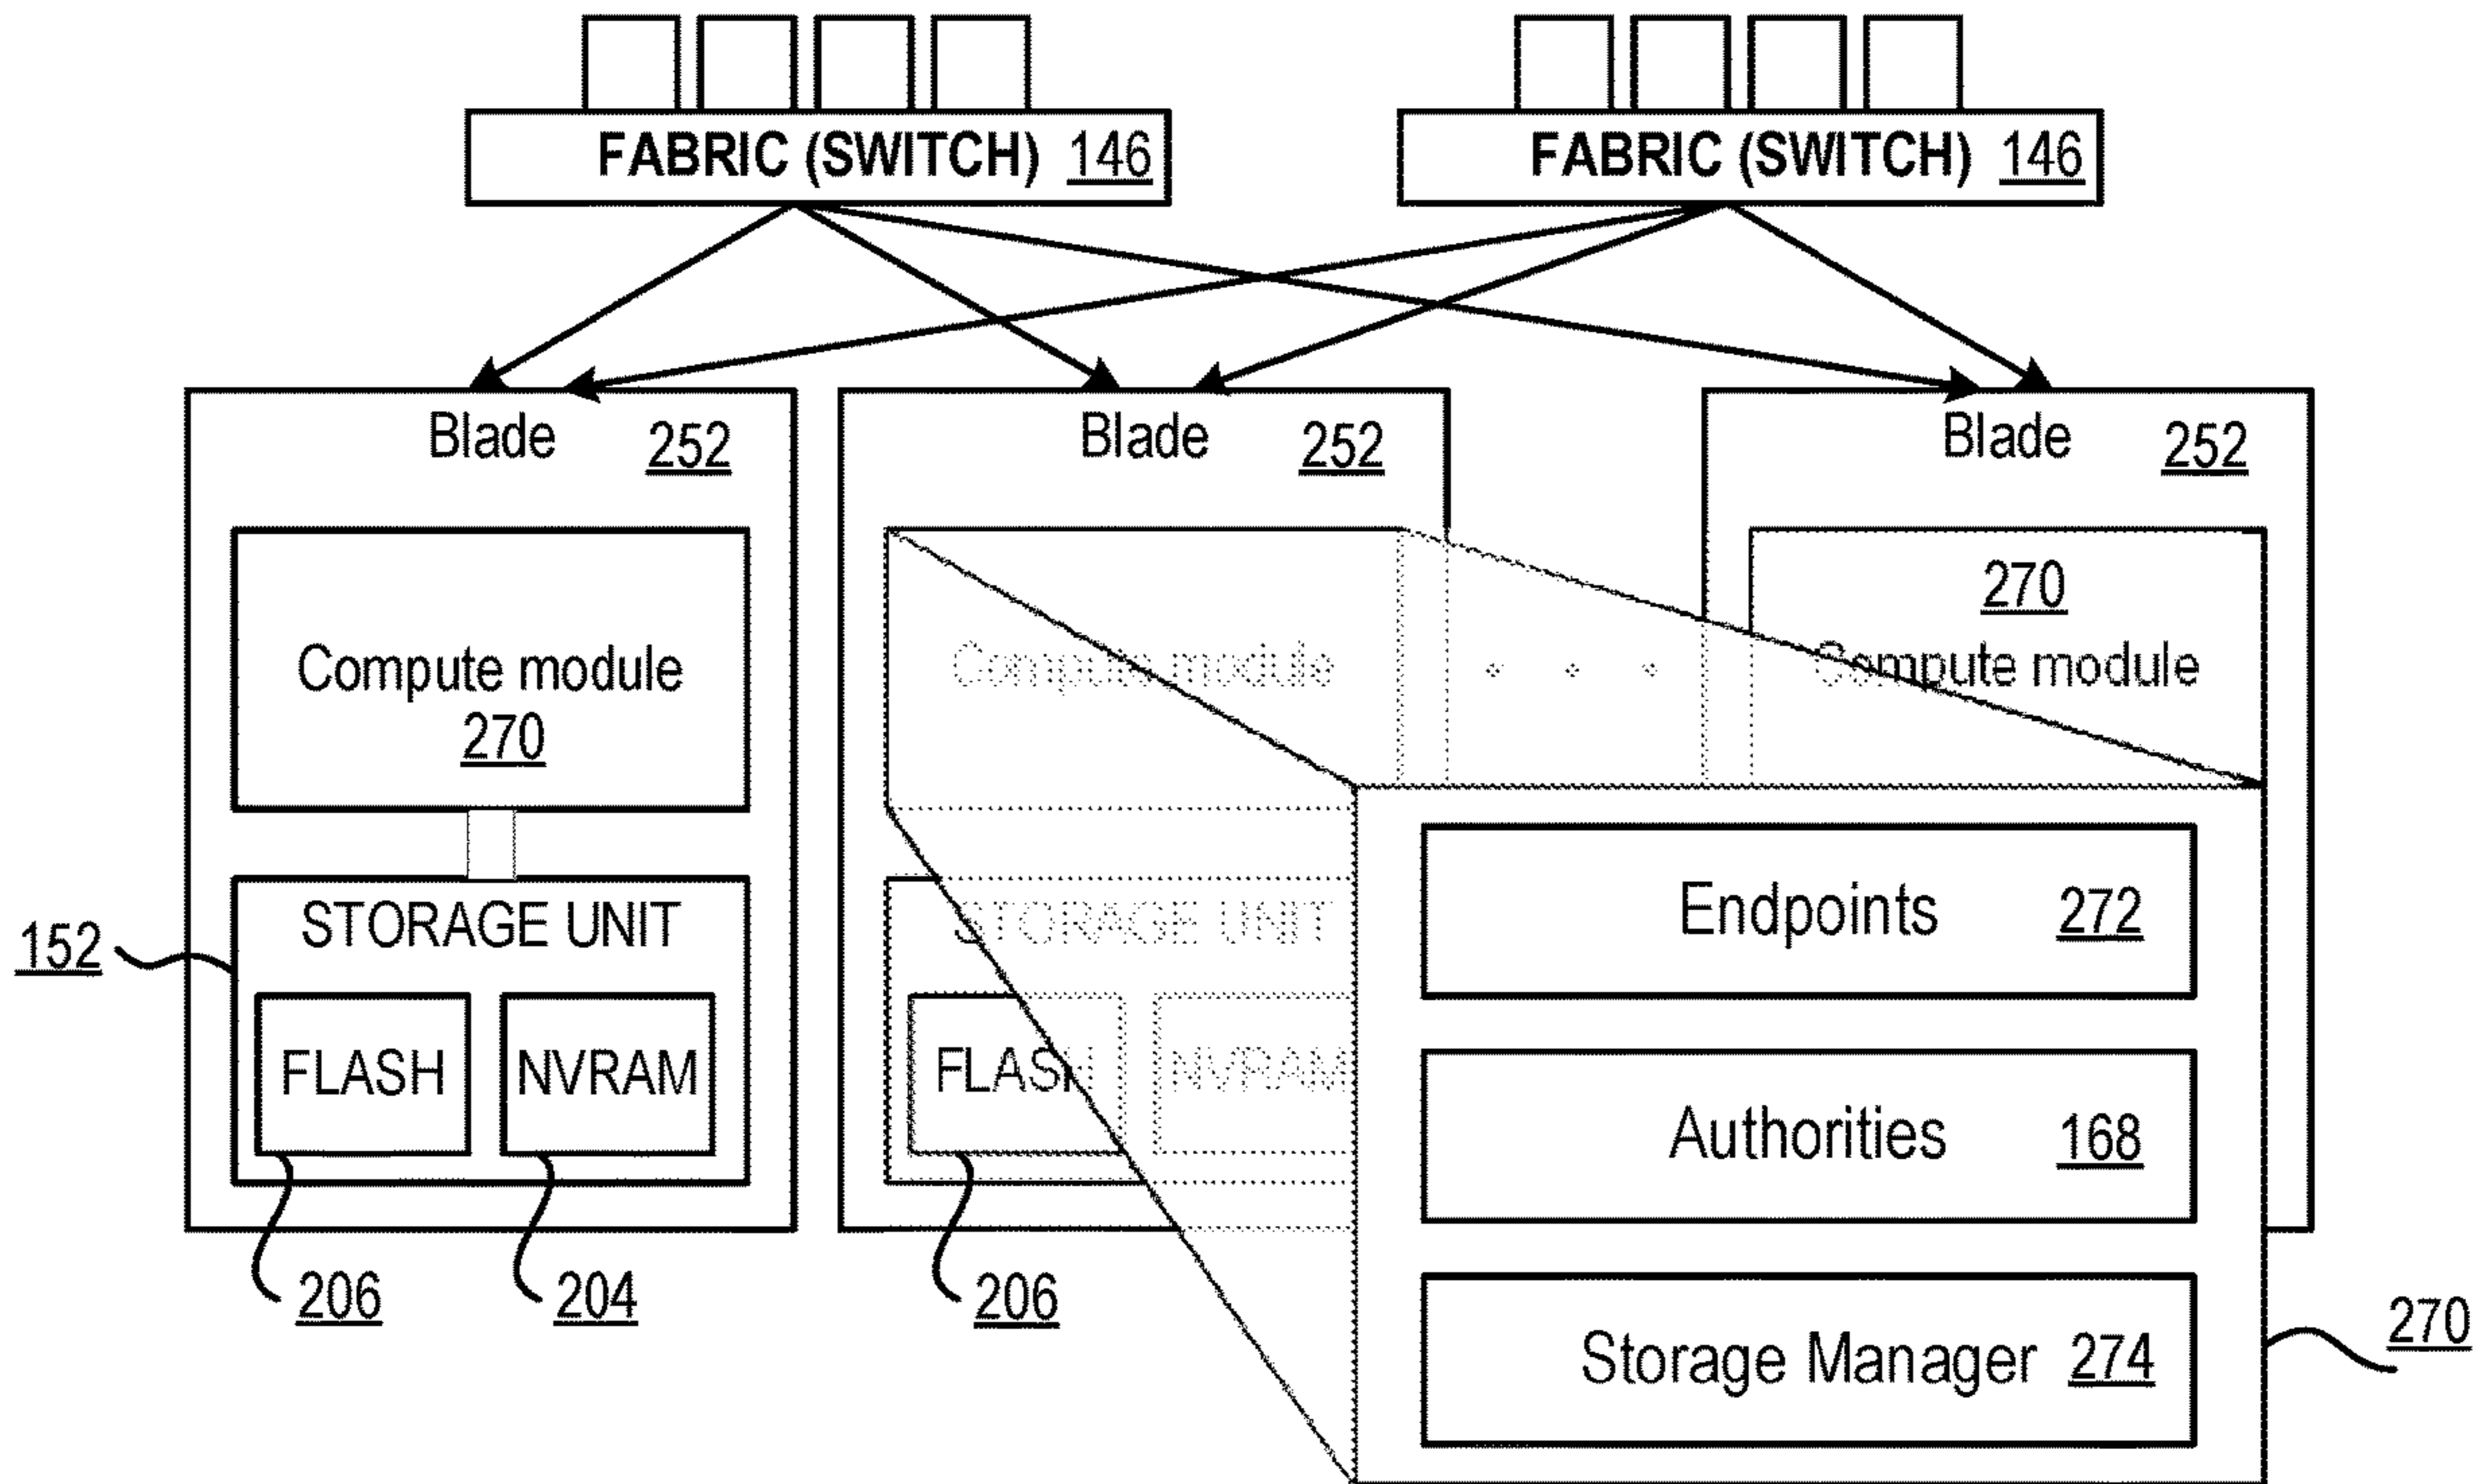 FABRIC (SWITCH) 146
FABRIC (SWITCH) 146
Blade 252
Blade 252
Blade 252
Compute module
270
Compute module
. . .
270
Compute module
152
STORAGE UNIT
FLASH
NVRAM
206
204
STORAGE UNIT
FLASH
NVRAM
206
Endpoints 272
Authorities 168
Storage Manager 274
270